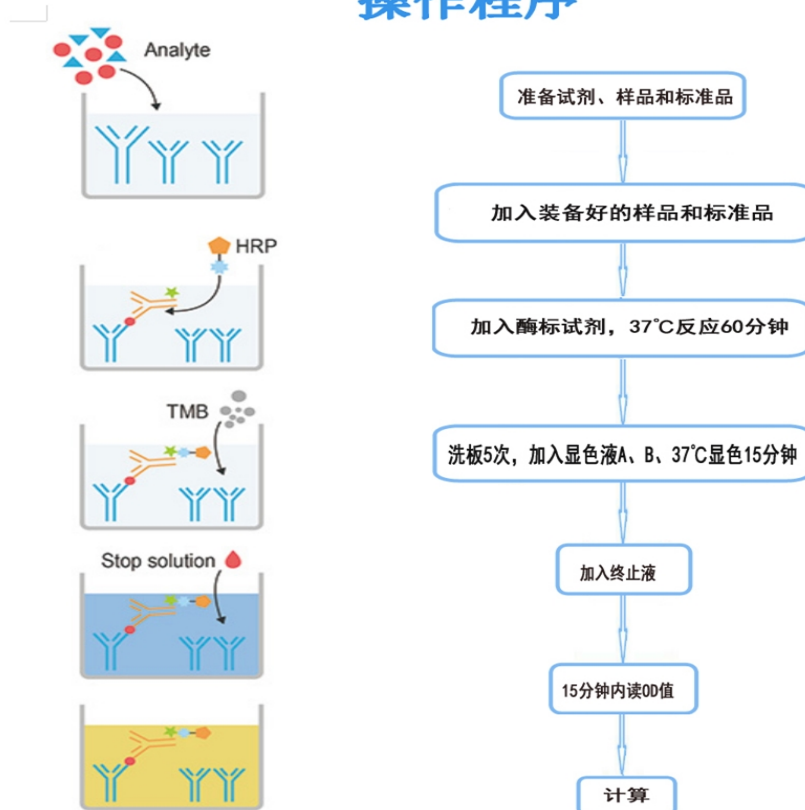 操作程序
Analyte
HRP
TMB
Stop solution
准备试剂、样品和标准品
加入装备好的样品和标准品
加入酶标试剂，37℃反应60分钟
洗板5次，加入显色液A、B、37℃显色15分钟
加入终止液
15分钟内读OD值
计算